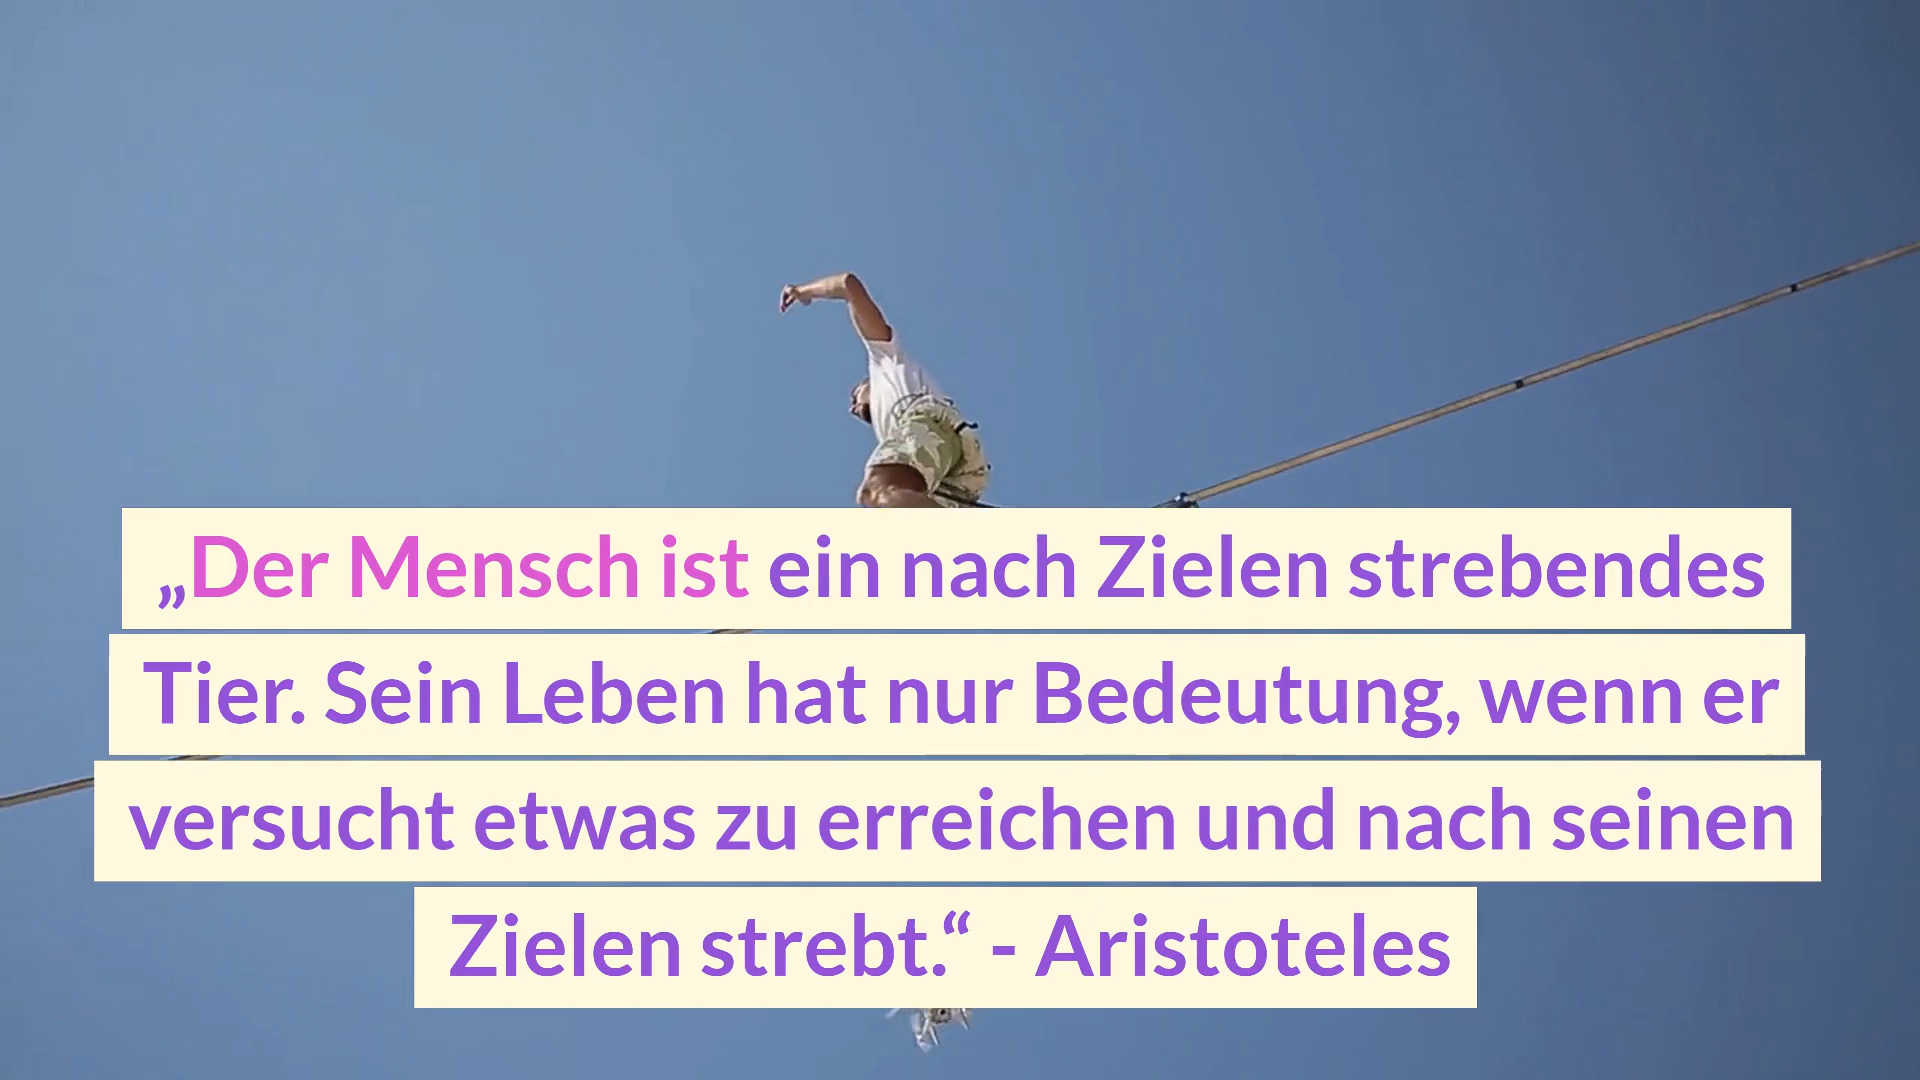 „Der Mensch ist ein nach Zielen strebendes
Tier. Sein Leben hat nur Bedeutung, wenn er
versucht etwas zu erreichen und nach seinen
Zielen strebt.“ - Aristoteles